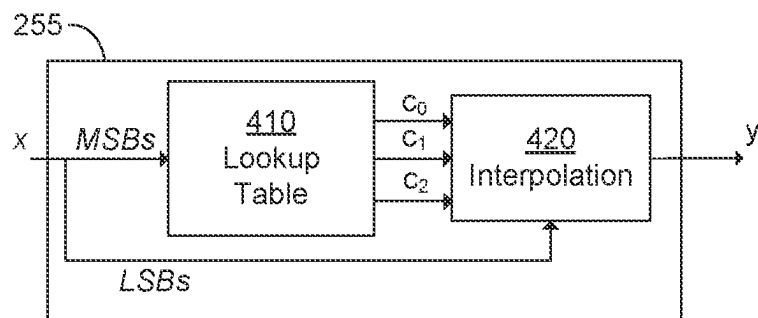 255
x
MSBs
410
Lookup
Table
c₀
c₁
c₂
420
Interpolation
y
LSBs